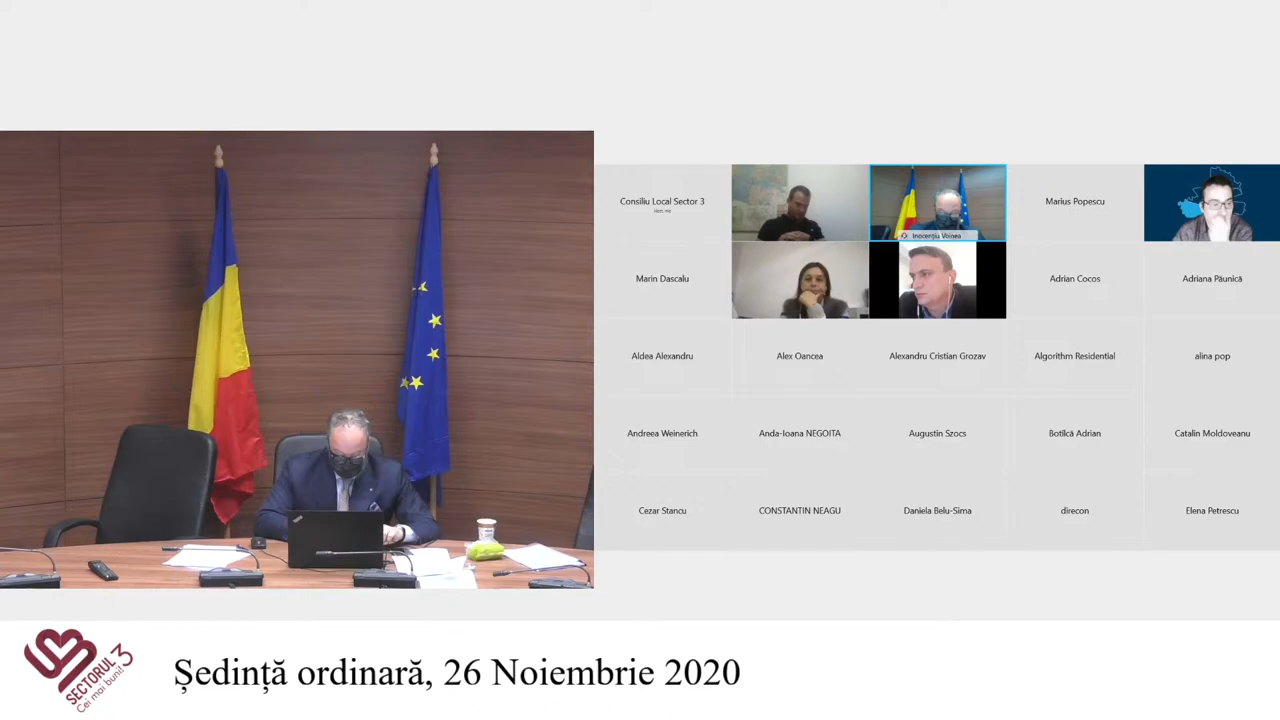 Consiliu Local Sector 3
Inocențiu Voinea
Marius Popescu
Marin Dascalu
Adrian Cocos
Adriana Păunică
Aldea Alexandru
Alex Oancea
Alexandru Cristian Grozav
Algorithm Residential
alina pop
Andreea Weinerich
Anda-Ioana NEGOITA
Augustin Szocs
Botilcă Adrian
Catalin Moldoveanu
Cezar Stancu
CONSTANTIN NEAGU
Daniela Belu-Sima
direcon
Elena Petrescu
SECTORUL 3
Cei mai buni!
Ședință ordinară, 26 Noiembrie 2020